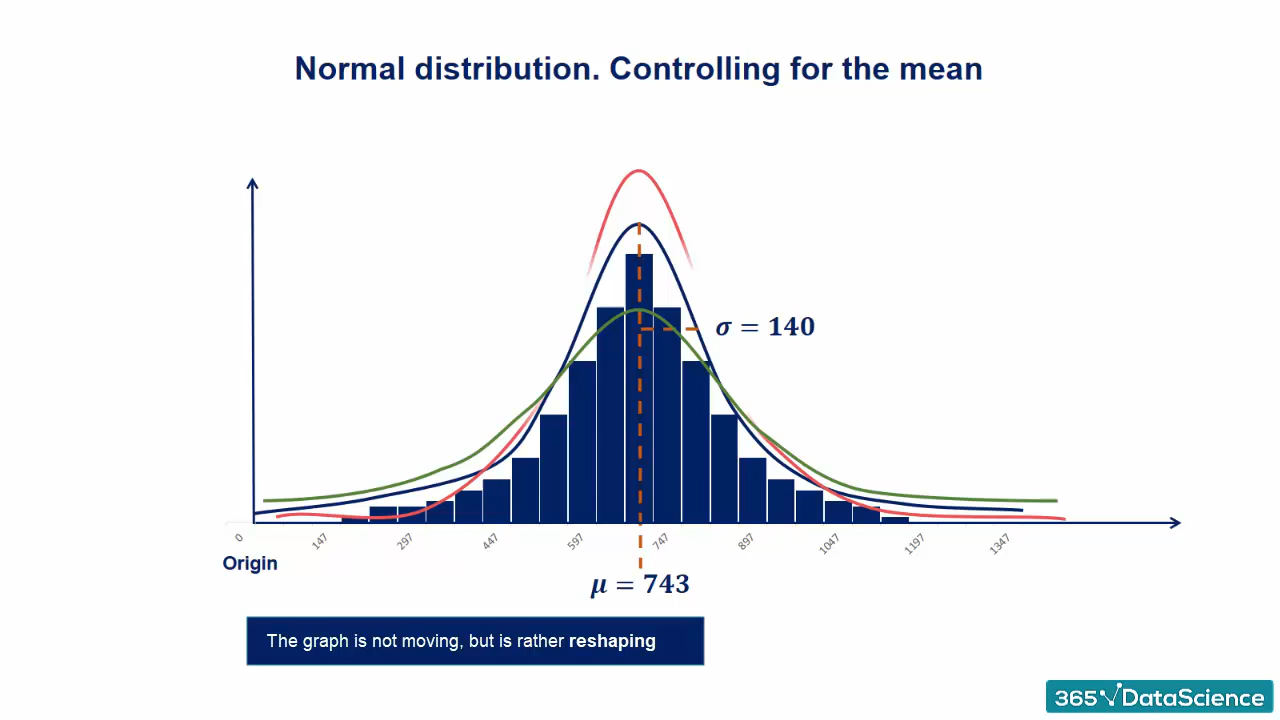 Normal distribution. Controlling for the mean
σ = 140
0 147 297 447 597 747 897 1047 1197 1347
Origin
μ = 743
The graph is not moving, but is rather reshaping
365 DataScience